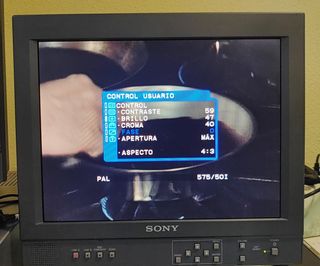 CONTROL USUARIO
CONTROL
·CONTRASTE 59
·BRILLO 47
·CROMA 40
·FASE 0
·APERTURA MÁX
·ASPECTO 4:3
PAL 575/50I
SONY